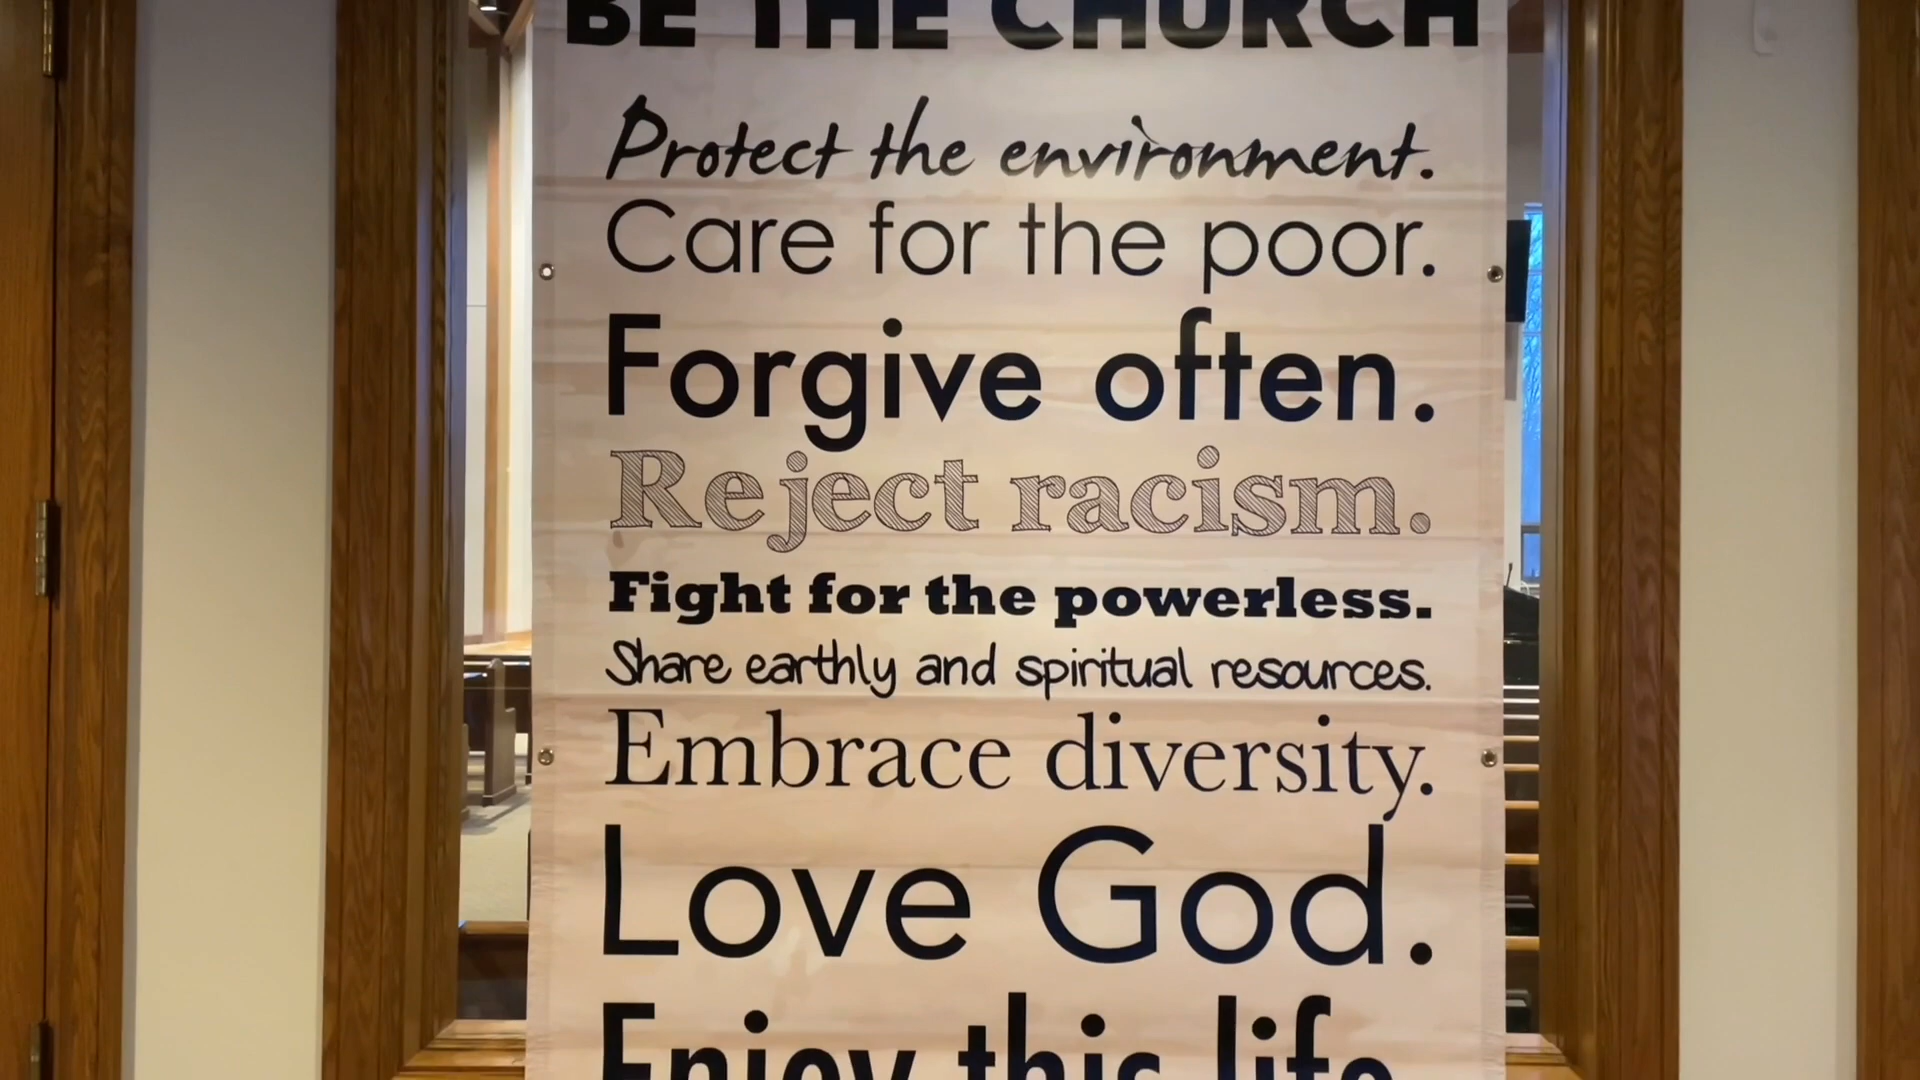 BE THE CHURCH
Protect the environment.
Care for the poor.
Forgive often.
Reject racism.
Fight for the powerless.
Share earthly and spiritual resources.
Embrace diversity.
Love God.
Enjoy this life